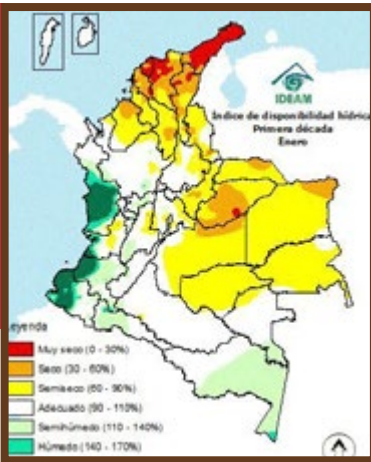 IDEAM
Índice de disponibilidad hídrica
Primera década
Enero
eyenda
Muy seco (0 - 30%)
Seco (30 - 60%)
Semiseco (60 - 90%)
Adecuado (90 - 110%)
Semihúmedo (110 - 140%)
Húmedo (140 - 170%)